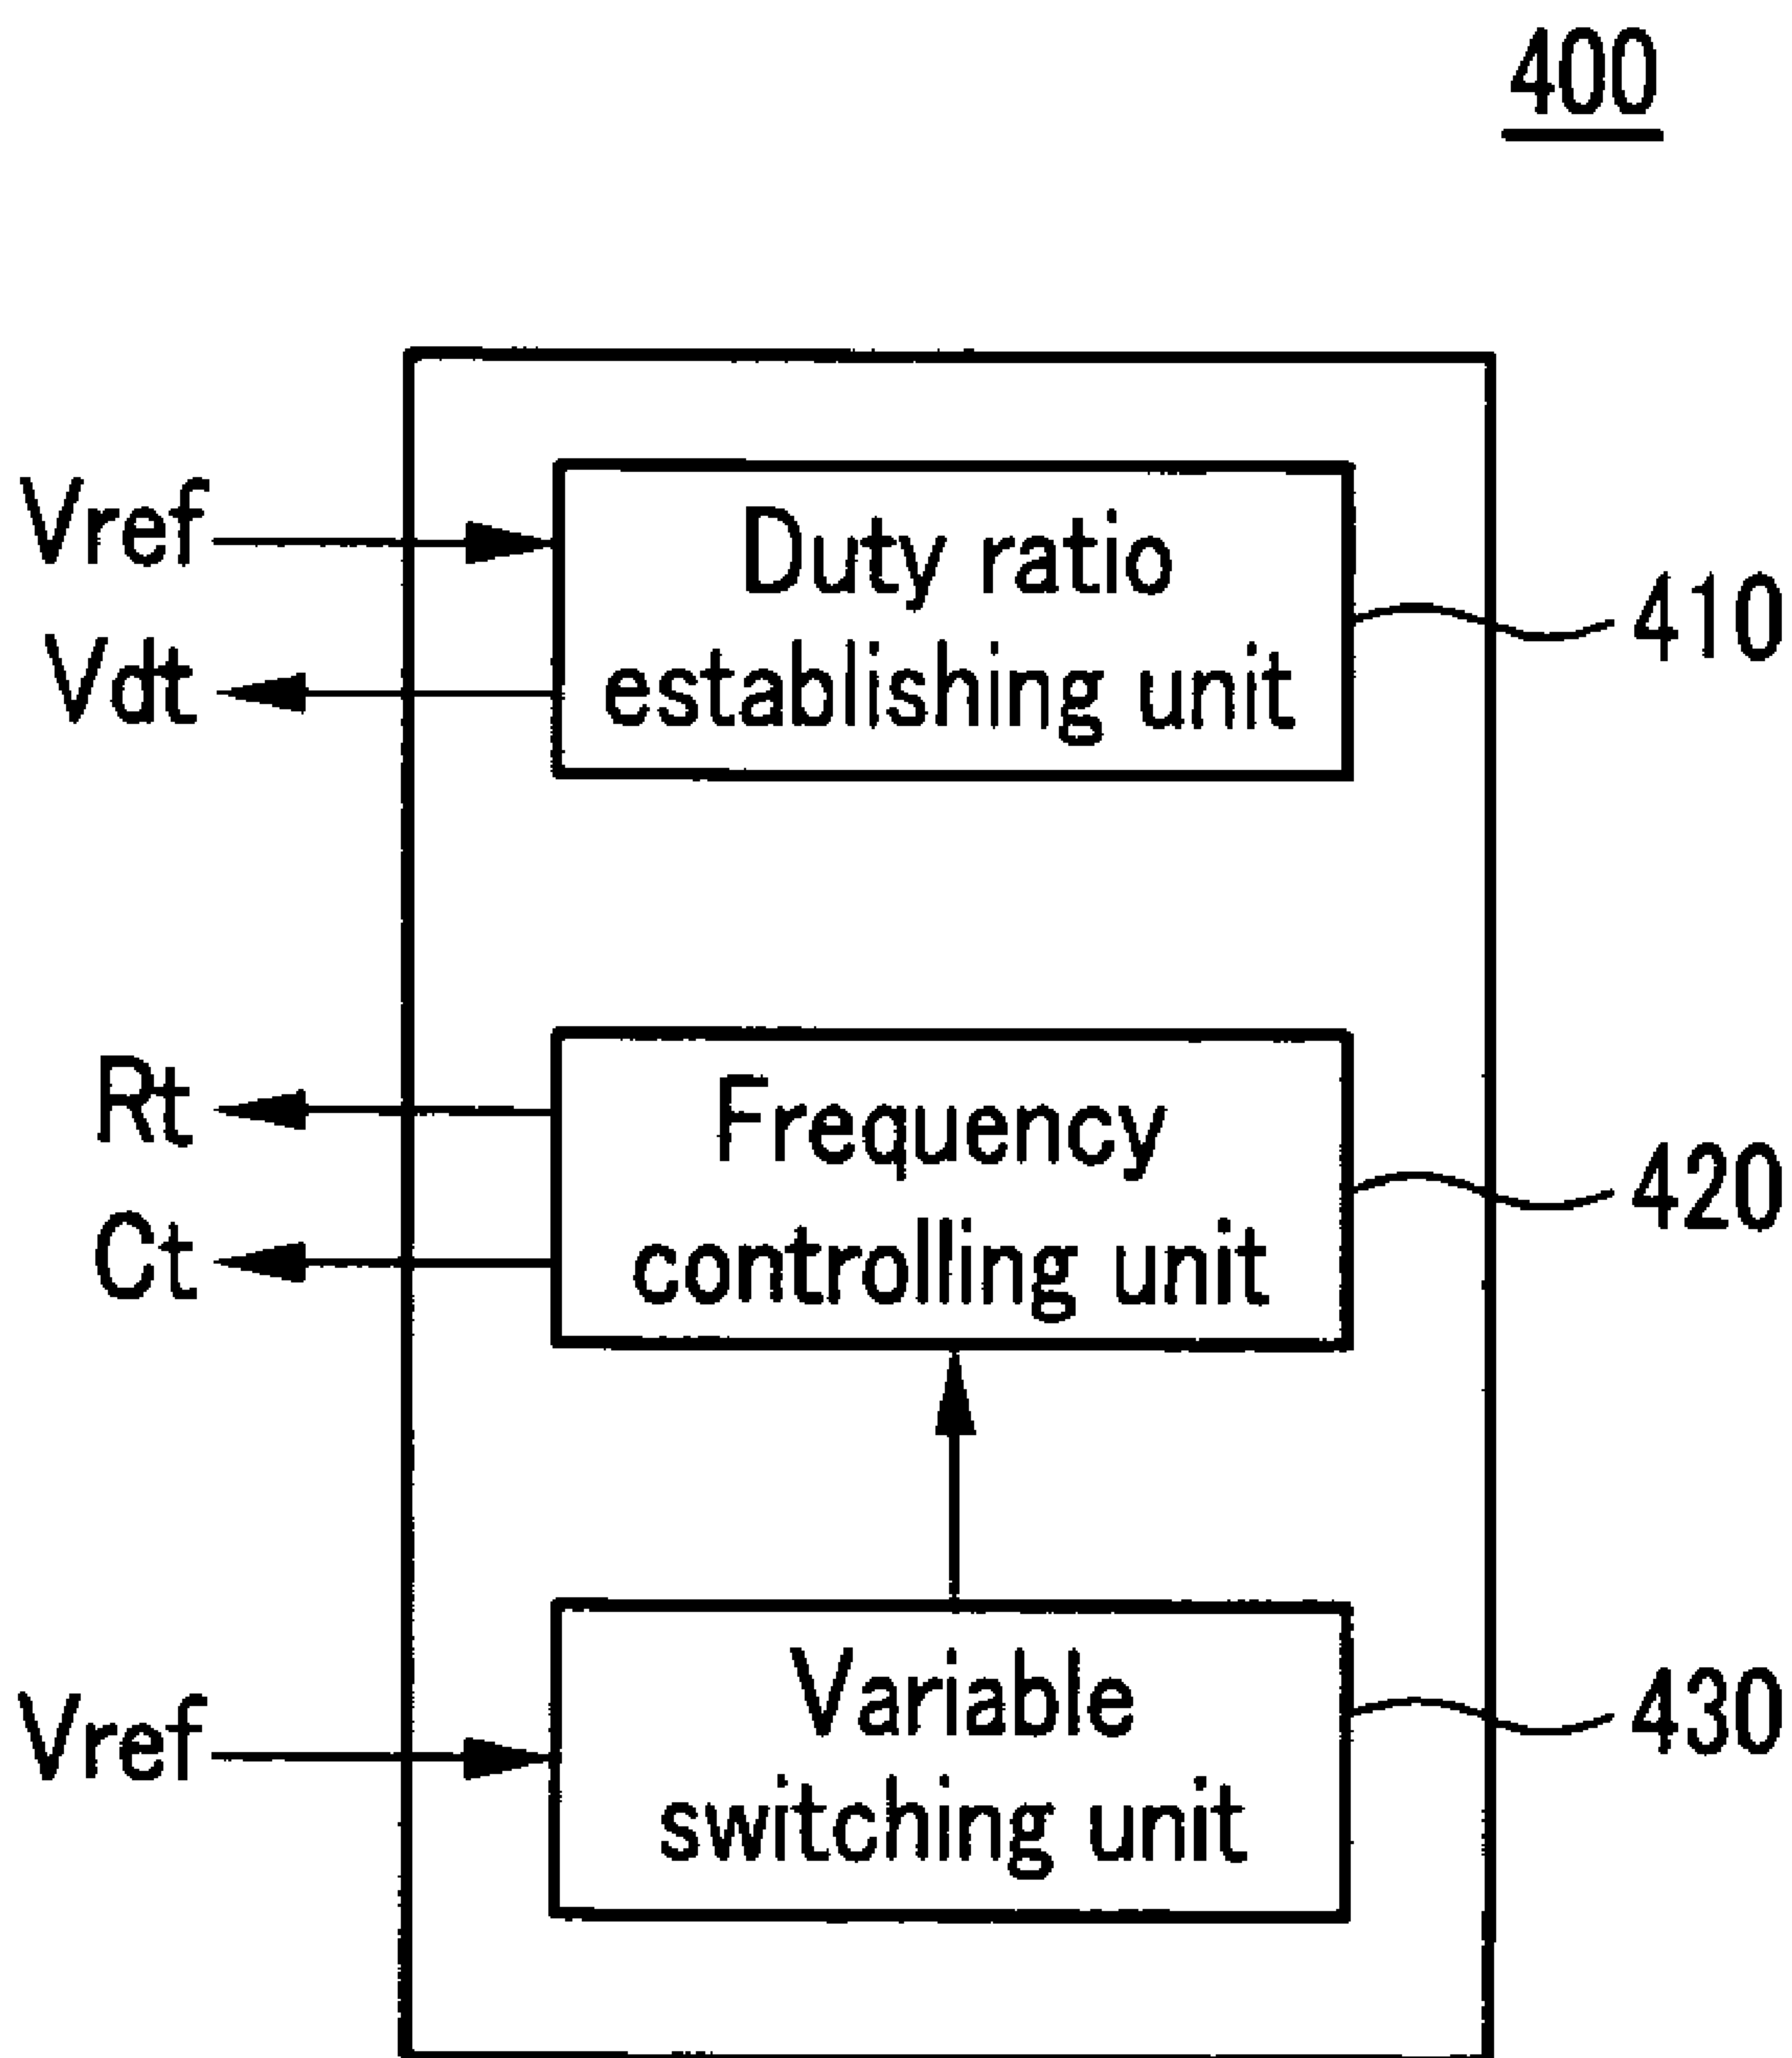 400
Vref
Duty ratio
establishing unit
410
Vdt
Rt
Frequency
controlling unit
420
Ct
Variable
switching unit
430
Vref